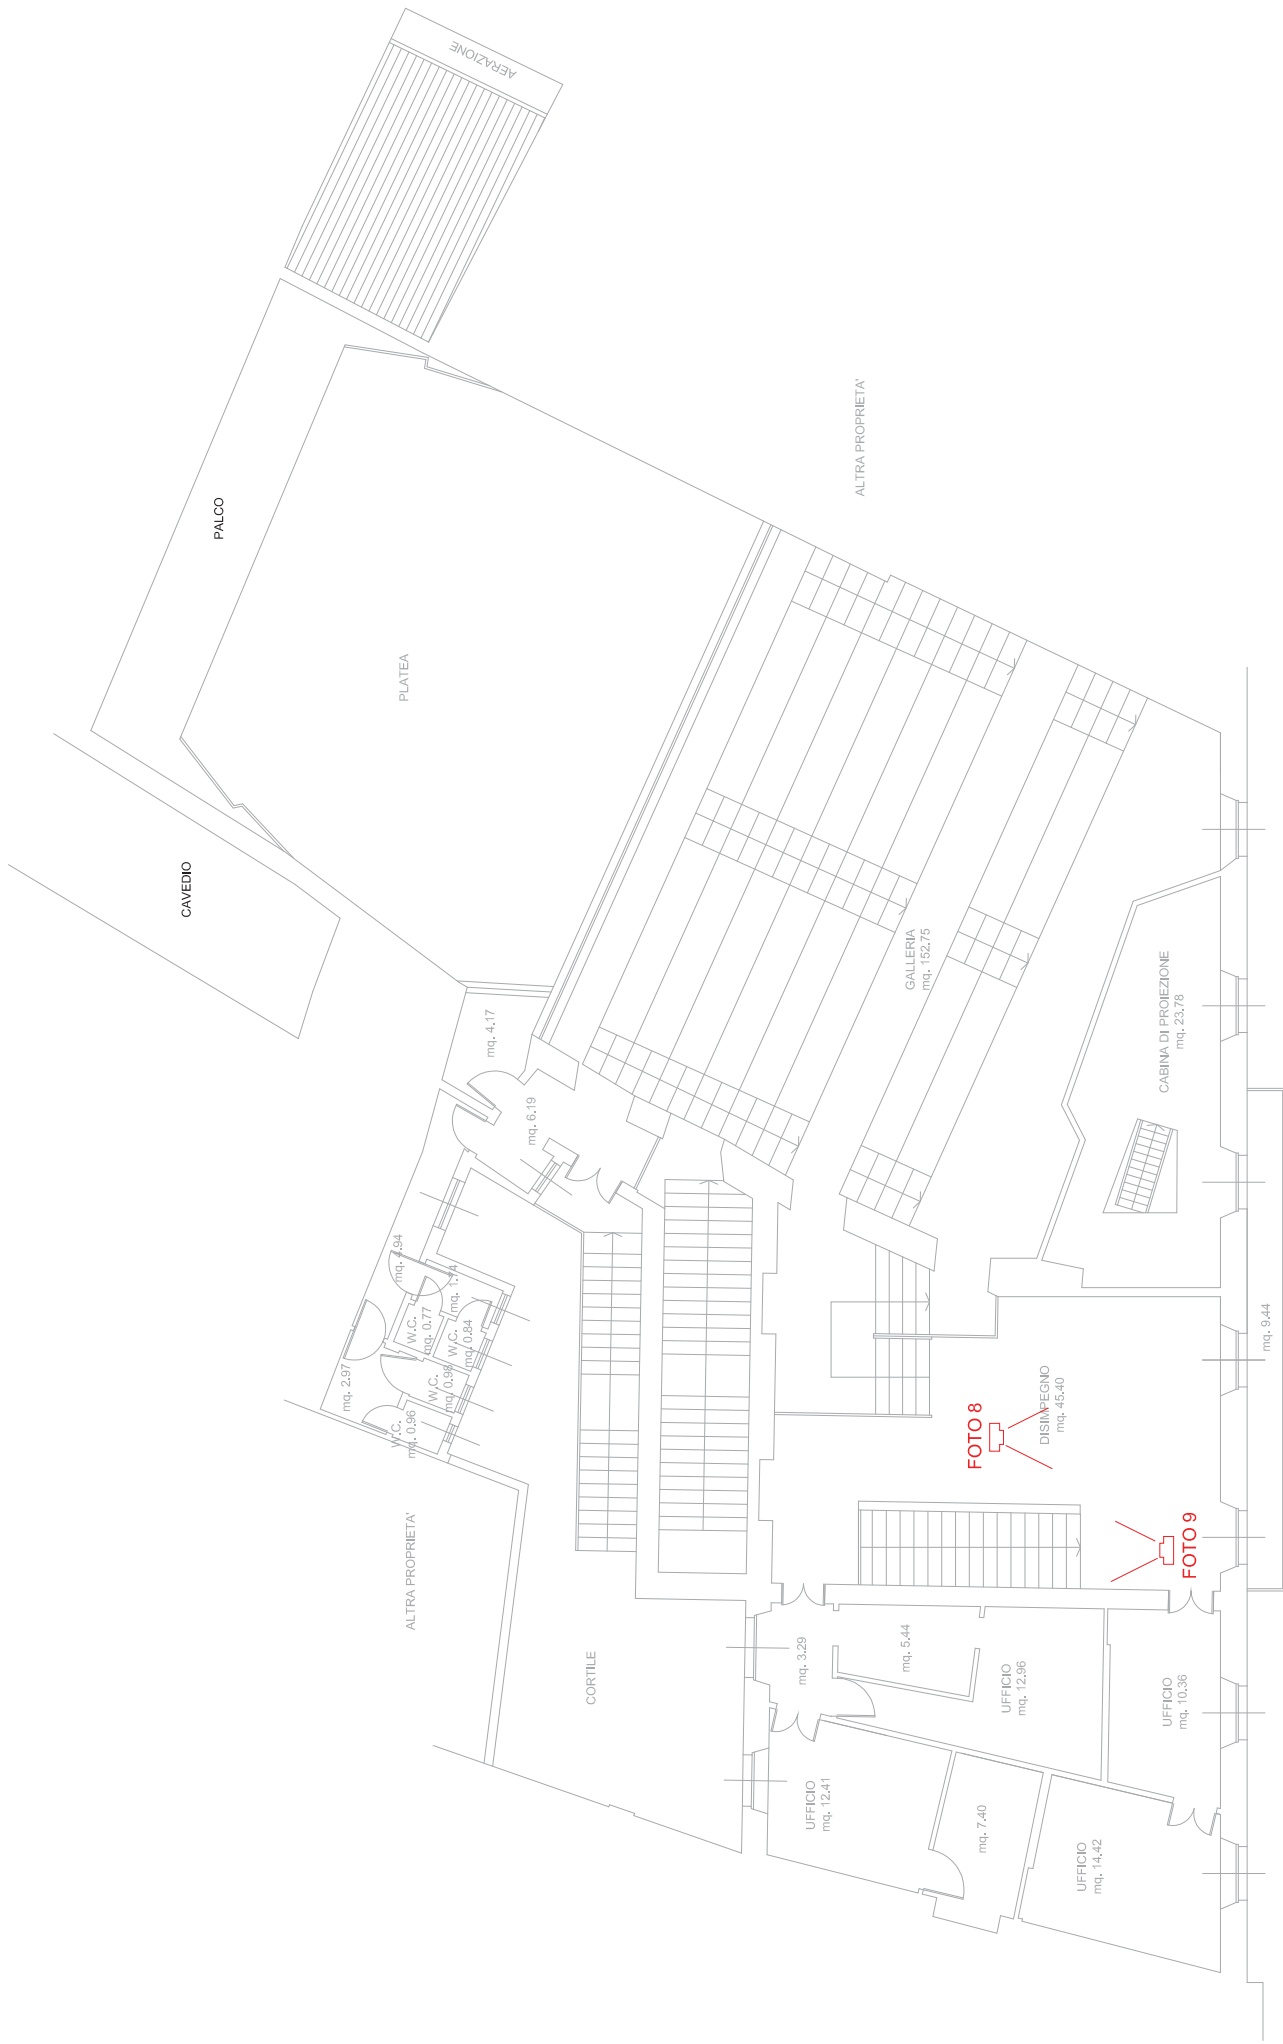 AERAZIONE
PALCO
ALTRA PROPRIETA'
PLATEA
CAVEDIO
GALLERIA
mq. 152.75
CABINA DI PROIEZIONE
mq. 23.78
mq. 4.17
mq. 6.19
mq. 4.94
W.C.
mq. 0.77
W.C.
mq. 0.84
mq. 2.97
W.C.
mq. 0.98
W.C.
mq. 0.96
mq. 9.44
DISIMPEGNO
mq. 45.40
FOTO 8
FOTO 9
ALTRA PROPRIETA'
CORTILE
mq. 3.29
mq. 5.44
UFFICIO
mq. 12.96
UFFICIO
mq. 10.36
UFFICIO
mq. 12.41
mq. 7.40
UFFICIO
mq. 14.42